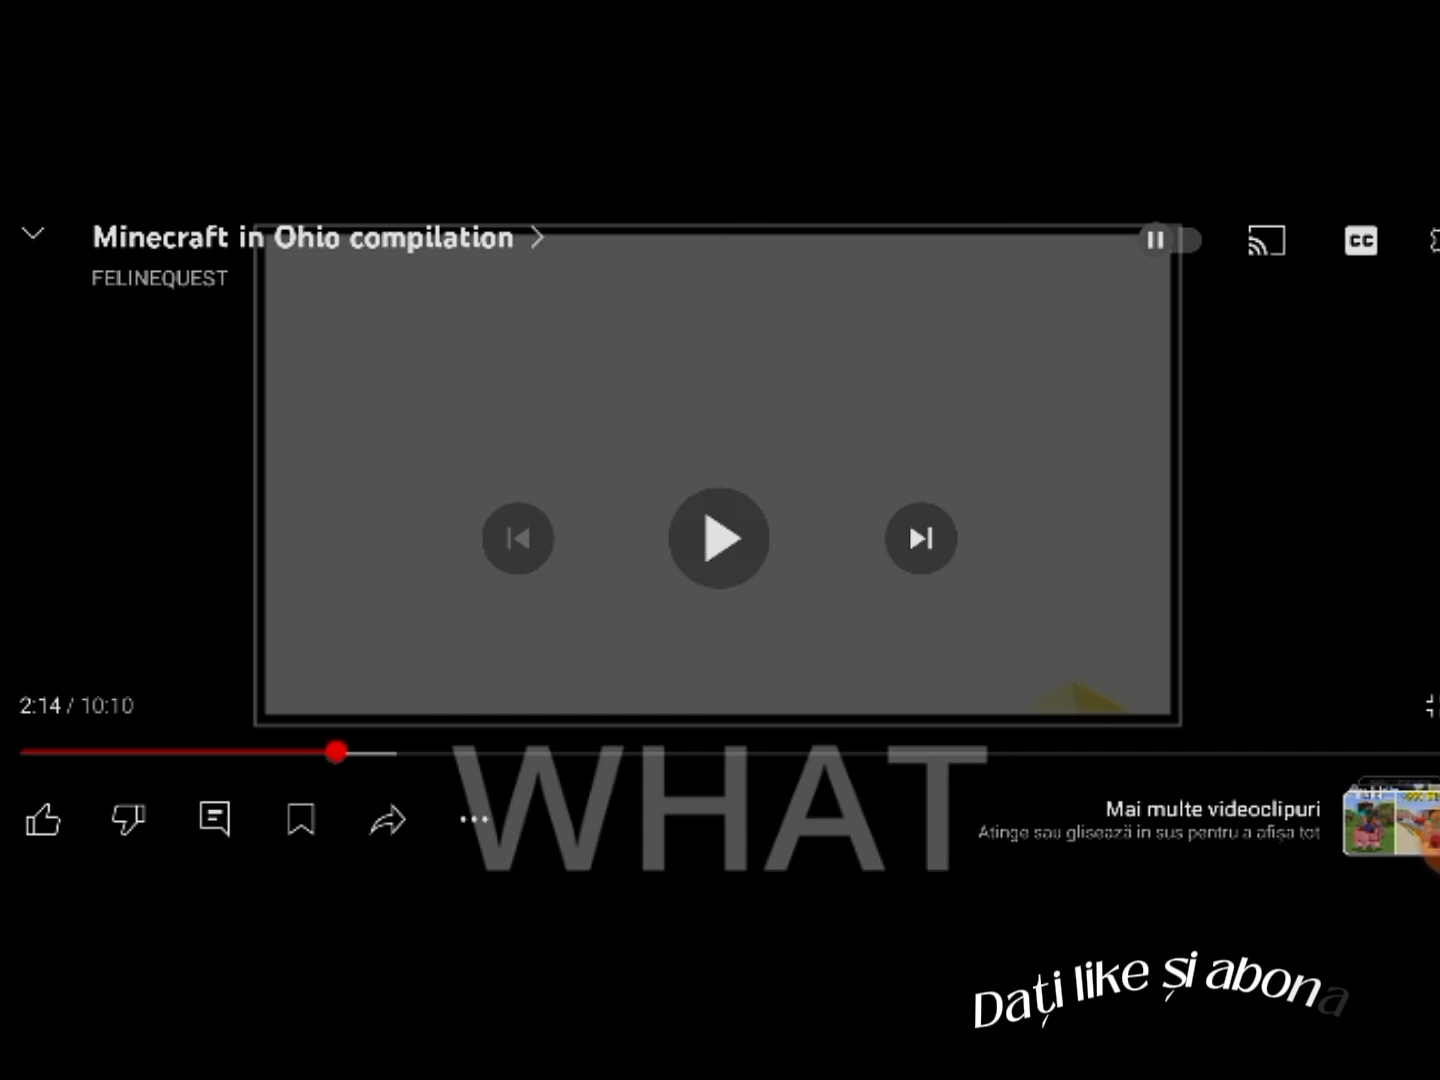 Minecraft in Ohio compilation
FELINEQUEST
CC
2:14 / 10:10
WHAT
Mai multe videoclipuri
Atinge sau glisează în sus pentru a afișa tot
Dați like și abona